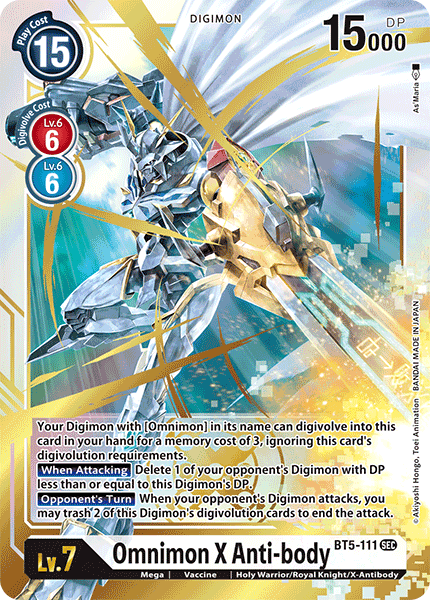 Play Cost
15
DIGIMON
15000
DP
Digivolve Cost
Lv.6
6
Lv.6
6
As'Maria
©Akiyoshi Hongo, Toei Animation BANDAI MADE IN JAPAN
Your Digimon with [Omnimon] in its name can digivolve into this
card in your hand for a memory cost of 3, ignoring this card's
digivolution requirements.
When Attacking Delete 1 of your opponent's Digimon with DP
less than or equal to this Digimon's DP.
Opponent's Turn When your opponent's Digimon attacks, you
may trash 2 of this Digimon's digivolution cards to end the attack.
Lv.7
Omnimon X Anti-body
BT5-111 SEC
Mega | Vaccine | Holy Warrior/Royal Knight/X-Antibody